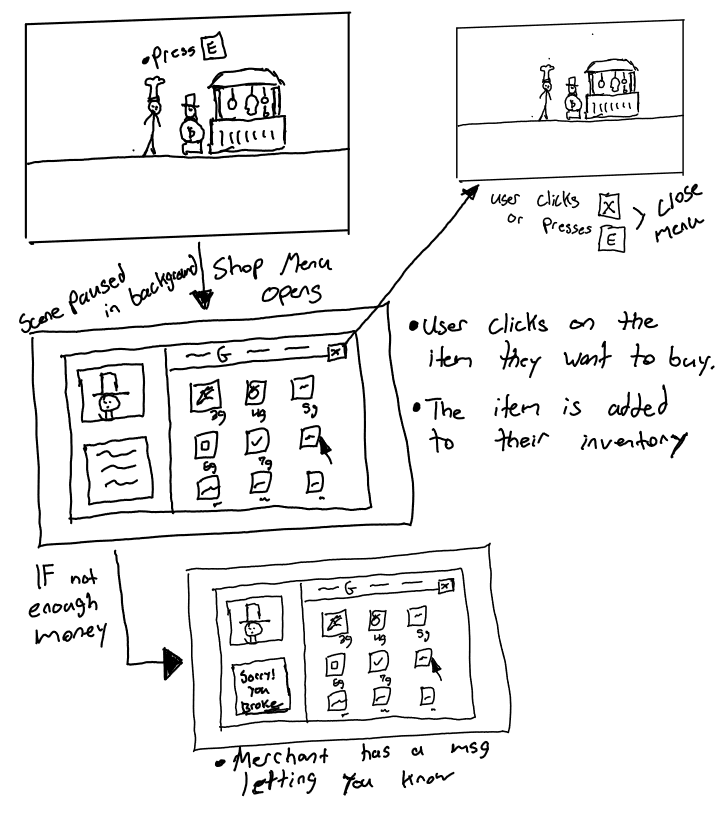 •press E
user clicks X
or presses E
> close
menu
Scene paused
in background
Shop Menu
opens
G x
2g 4g 5g
6g 7g
•User clicks on the
item they want to buy.
•The item is added
to their inventory
IF not
enough
money
G x
2g 4g 5g
6g 7g
Sorry!
You
Broke
•Merchant has a msg
letting you know